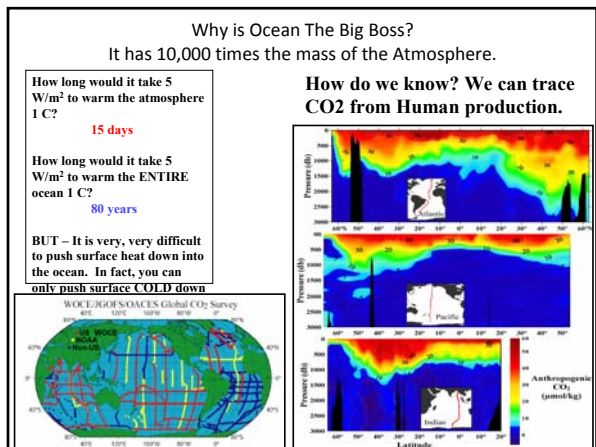 Why is Ocean The Big Boss?
It has 10,000 times the mass of the Atmosphere.
How long would it take 5
W/m² to warm the atmosphere
1 C?
15 days
How long would it take 5
W/m² to warm the ENTIRE
ocean 1 C?
80 years
BUT – It is very, very difficult
to push surface heat down into
the ocean. In fact, you can
only push surface COLD down
How do we know? We can trace
CO2 from Human production.
WOCE/JGOFS/OACES Global CO₂ Survey
US WOCE
NOAA
Non-US
Pressure (db)
Atlantic
Pressure (db)
Pacific
Pressure (db)
Indian
Latitude
Anthropogenic
CO₂
(µmol/kg)